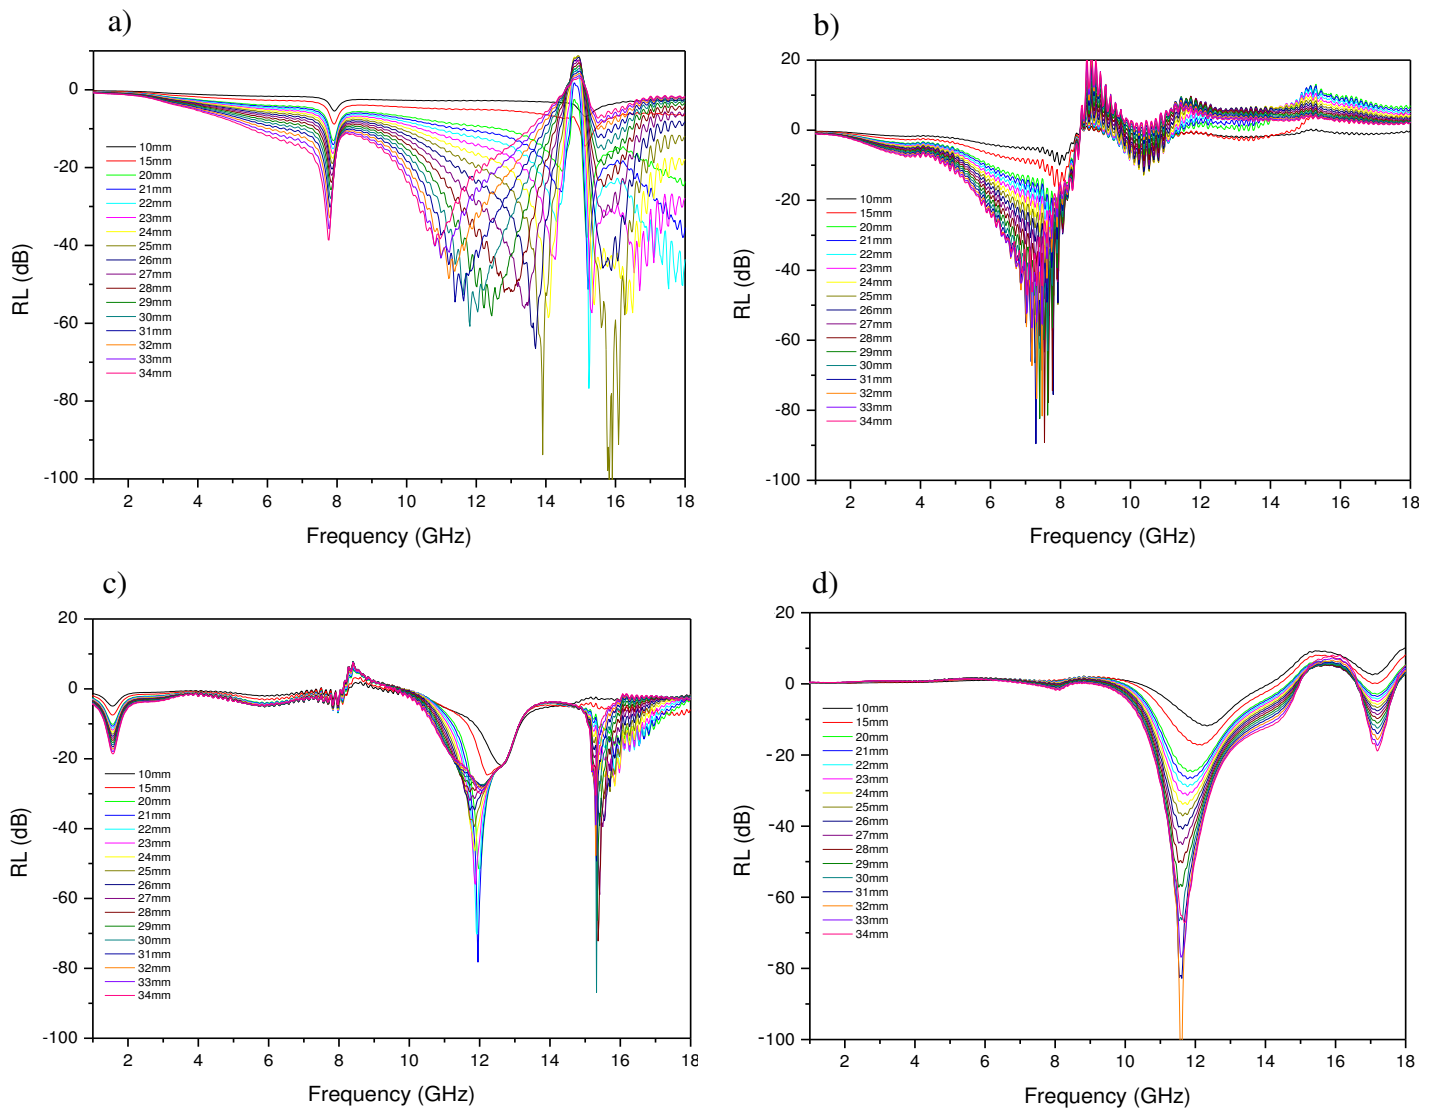 a)
0
-20
-40
-60
-80
-100
2 4 6 8 10 12 14 16 18
RL (dB)
Frequency (GHz)
10mm
15mm
20mm
21mm
22mm
23mm
24mm
25mm
26mm
27mm
28mm
29mm
30mm
31mm
32mm
33mm
34mm
b)
20
0
-20
-40
-60
-80
-100
2 4 6 8 10 12 14 16 18
RL (dB)
Frequency (GHz)
10mm
15mm
20mm
21mm
22mm
23mm
24mm
25mm
26mm
27mm
28mm
29mm
30mm
31mm
32mm
33mm
34mm
c)
20
0
-20
-40
-60
-80
-100
2 4 6 8 10 12 14 16 18
RL (dB)
Frequency (GHz)
10mm
15mm
20mm
21mm
22mm
23mm
24mm
25mm
26mm
27mm
28mm
29mm
30mm
31mm
32mm
33mm
34mm
d)
20
0
-20
-40
-60
-80
-100
2 4 6 8 10 12 14 16 18
RL (dB)
Frequency (GHz)
10mm
15mm
20mm
21mm
22mm
23mm
24mm
25mm
26mm
27mm
28mm
29mm
30mm
31mm
32mm
33mm
34mm